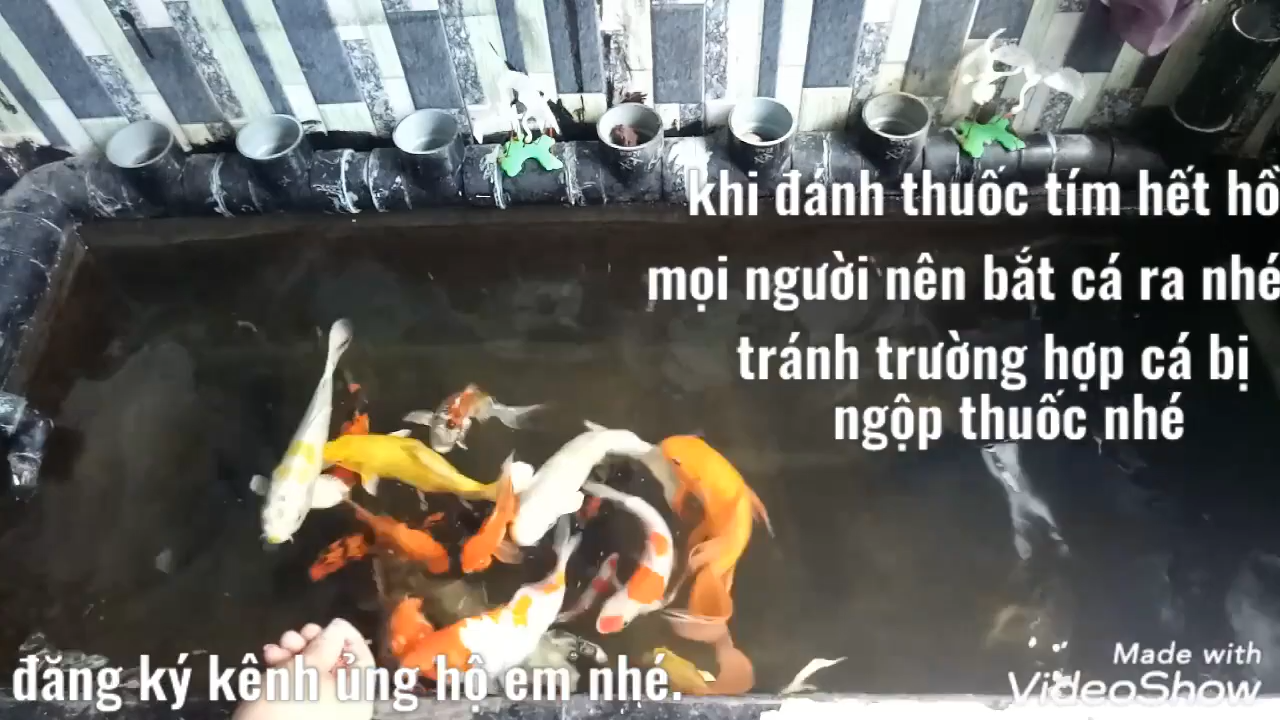 khi đánh thuốc tím hết hồ
mọi người nên bắt cá ra nhé
tránh trường hợp cá bị
ngộp thuốc nhé
đăng ký kênh ủng hộ em nhé.
Made with
VideoShow